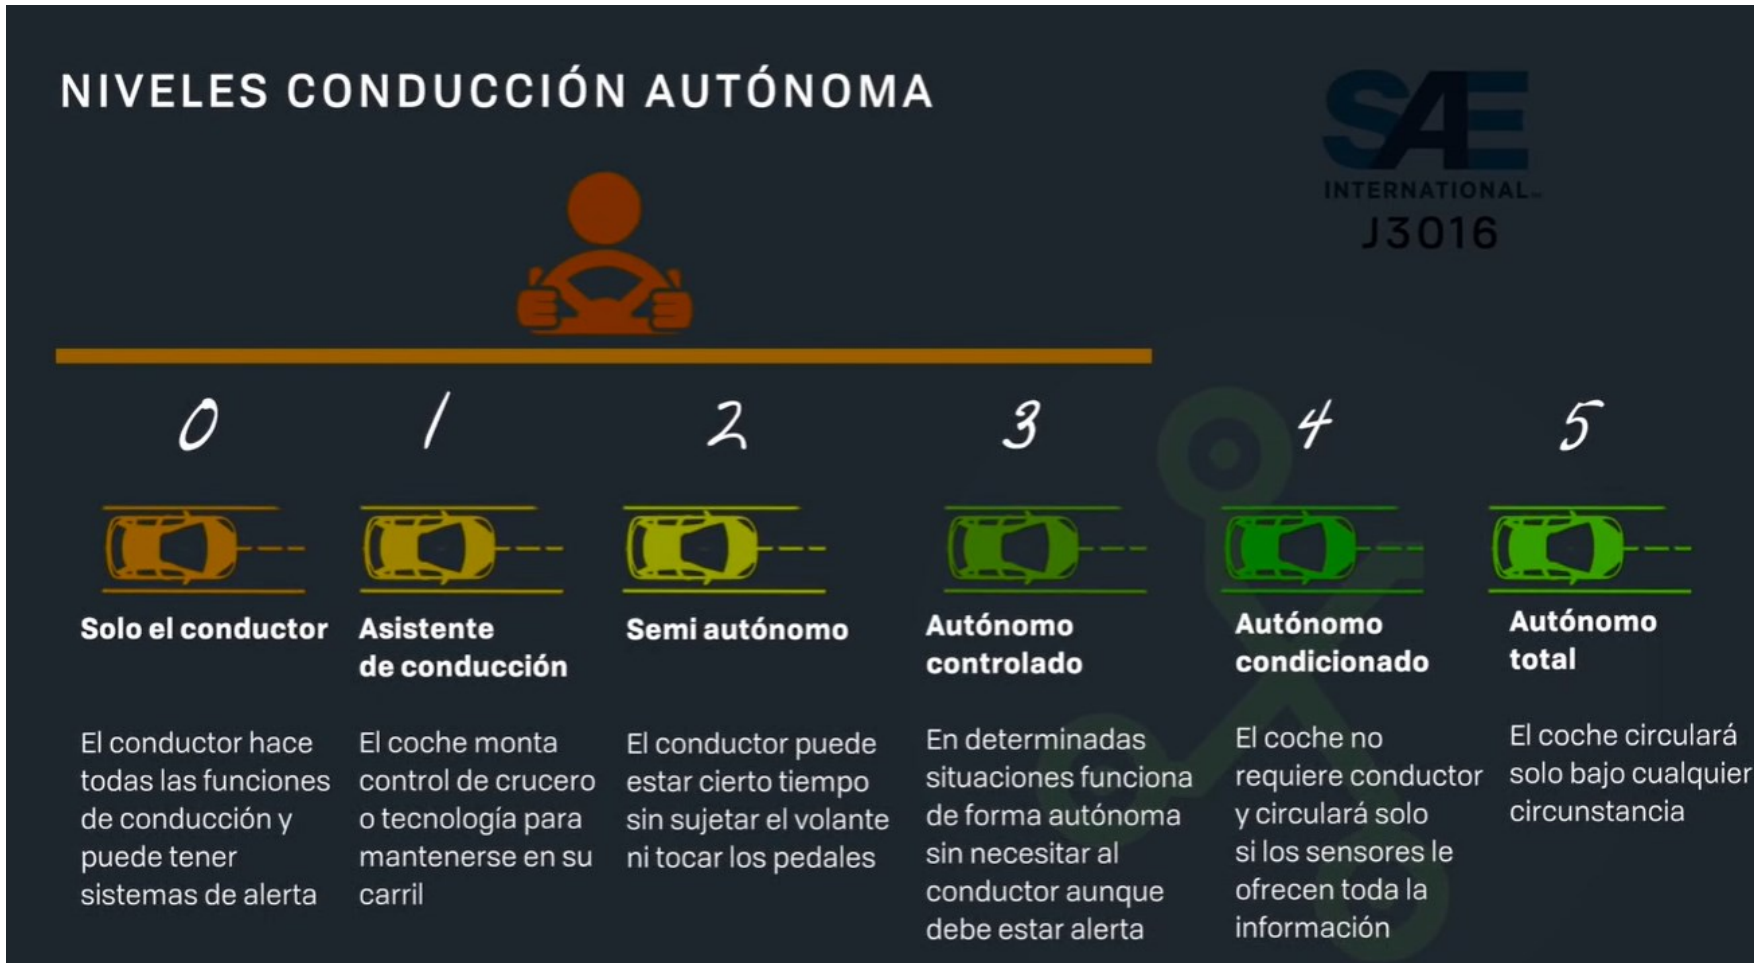 NIVELES CONDUCCIÓN AUTÓNOMA
SAE
INTERNATIONAL
J3016
0
1
2
3
4
5
Solo el conductor
El conductor hace
todas las funciones
de conducción y
puede tener
sistemas de alerta
Asistente
de conducción
El coche monta
control de crucero
o tecnología para
mantenerse en su
carril
Semi autónomo
El conductor puede
estar cierto tiempo
sin sujetar el volante
ni tocar los pedales
Autónomo
controlado
En determinadas
situaciones funciona
de forma autónoma
sin necesitar al
conductor aunque
debe estar alerta
Autónomo
condicionado
El coche no
requiere conductor
y circulará solo
si los sensores le
ofrecen toda la
información
Autónomo
total
El coche circulará
solo bajo cualquier
circunstancia